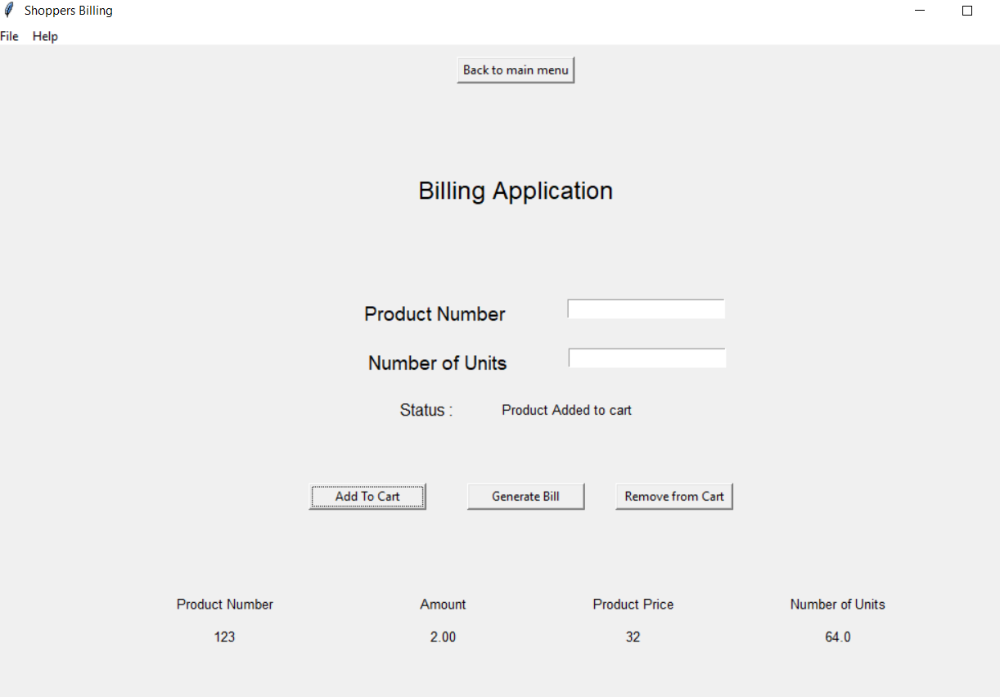 Shoppers Billing
File Help
Back to main menu
Billing Application
Product Number
Number of Units
Status : Product Added to cart
Add To Cart Generate Bill Remove from Cart
Product Number Amount Product Price Number of Units
123 2.00 32 64.0